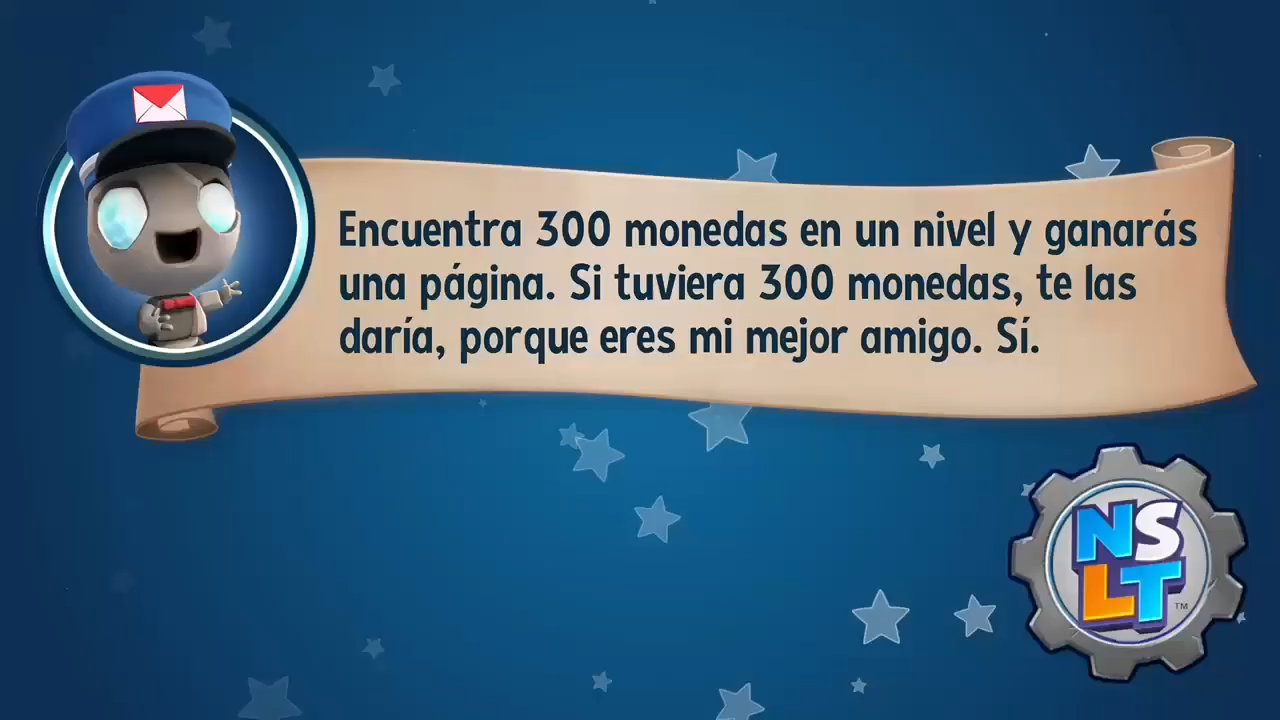 Encuentra 300 monedas en un nivel y ganarás
una página. Si tuviera 300 monedas, te las
daría, porque eres mi mejor amigo. Sí.
NS
LT
TM